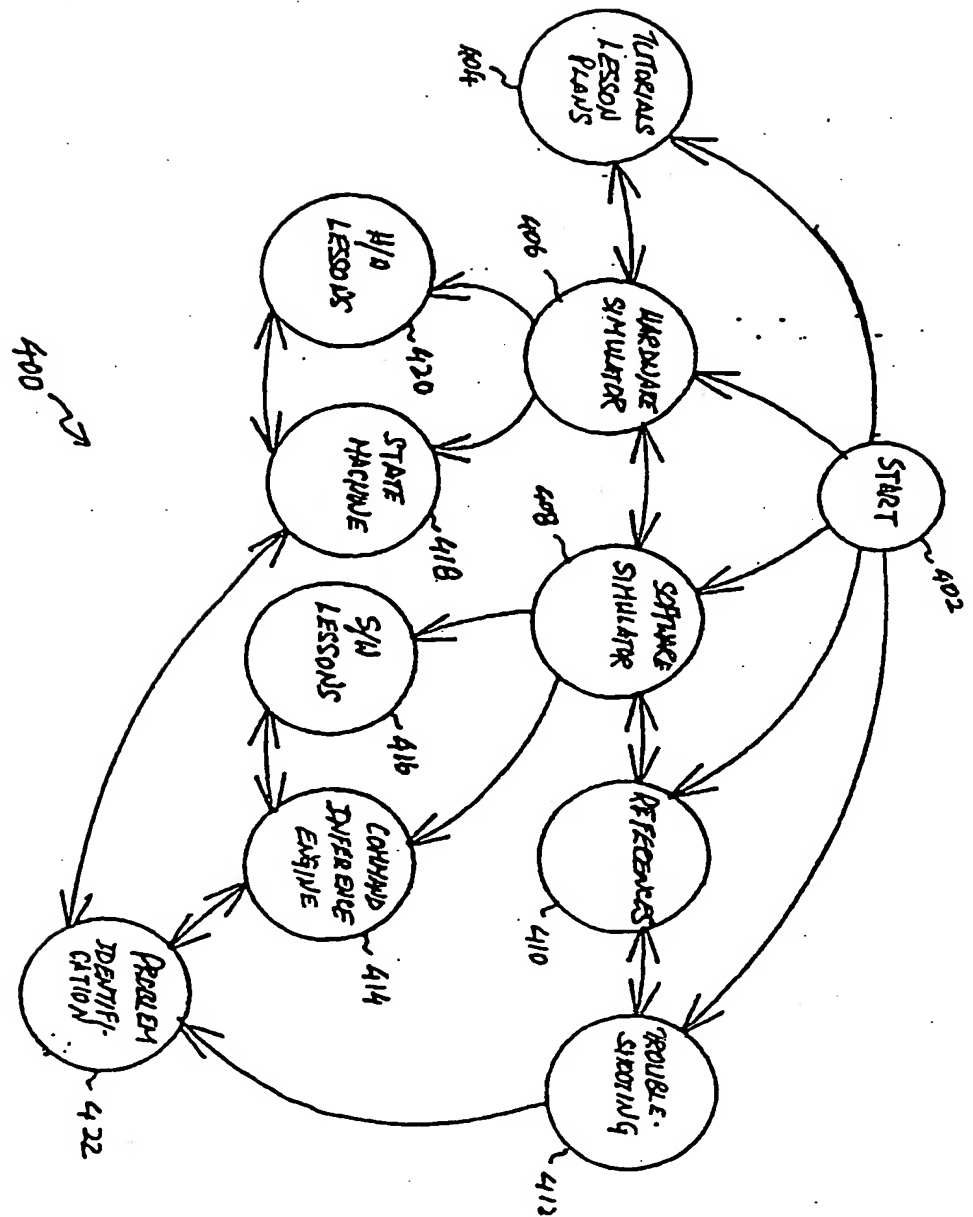 START
402
TUTORIALS
LESSON
PLANS
404
HARDWARE
SIMULATOR
406
SOFTWARE
SIMULATOR
408
REFERENCES
410
TROUBLE-
SHOOTING
412
H/D
LESSONS
420
STATE
MACHINE
418
S/W
LESSONS
416
COMMAND
INFERENCE
ENGINE
414
PROBLEM
IDENTIFI-
CATION
422
400